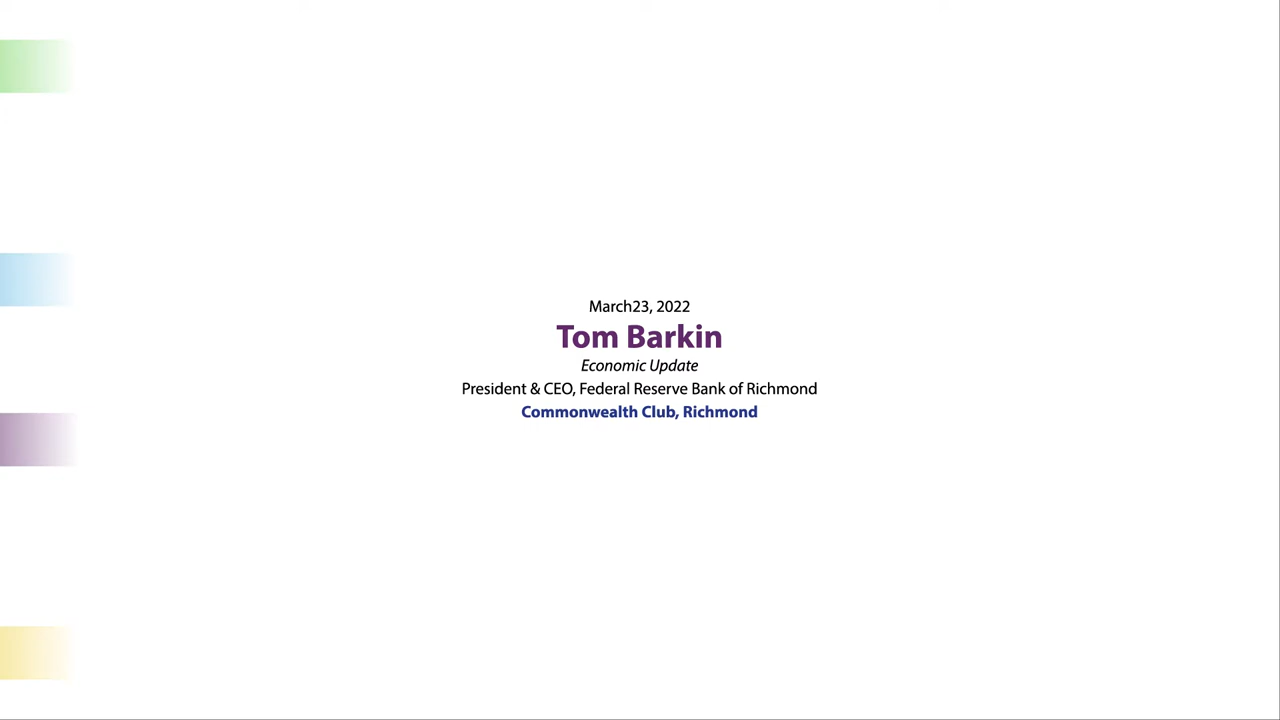 March23, 2022
Tom Barkin
Economic Update
President & CEO, Federal Reserve Bank of Richmond
Commonwealth Club, Richmond